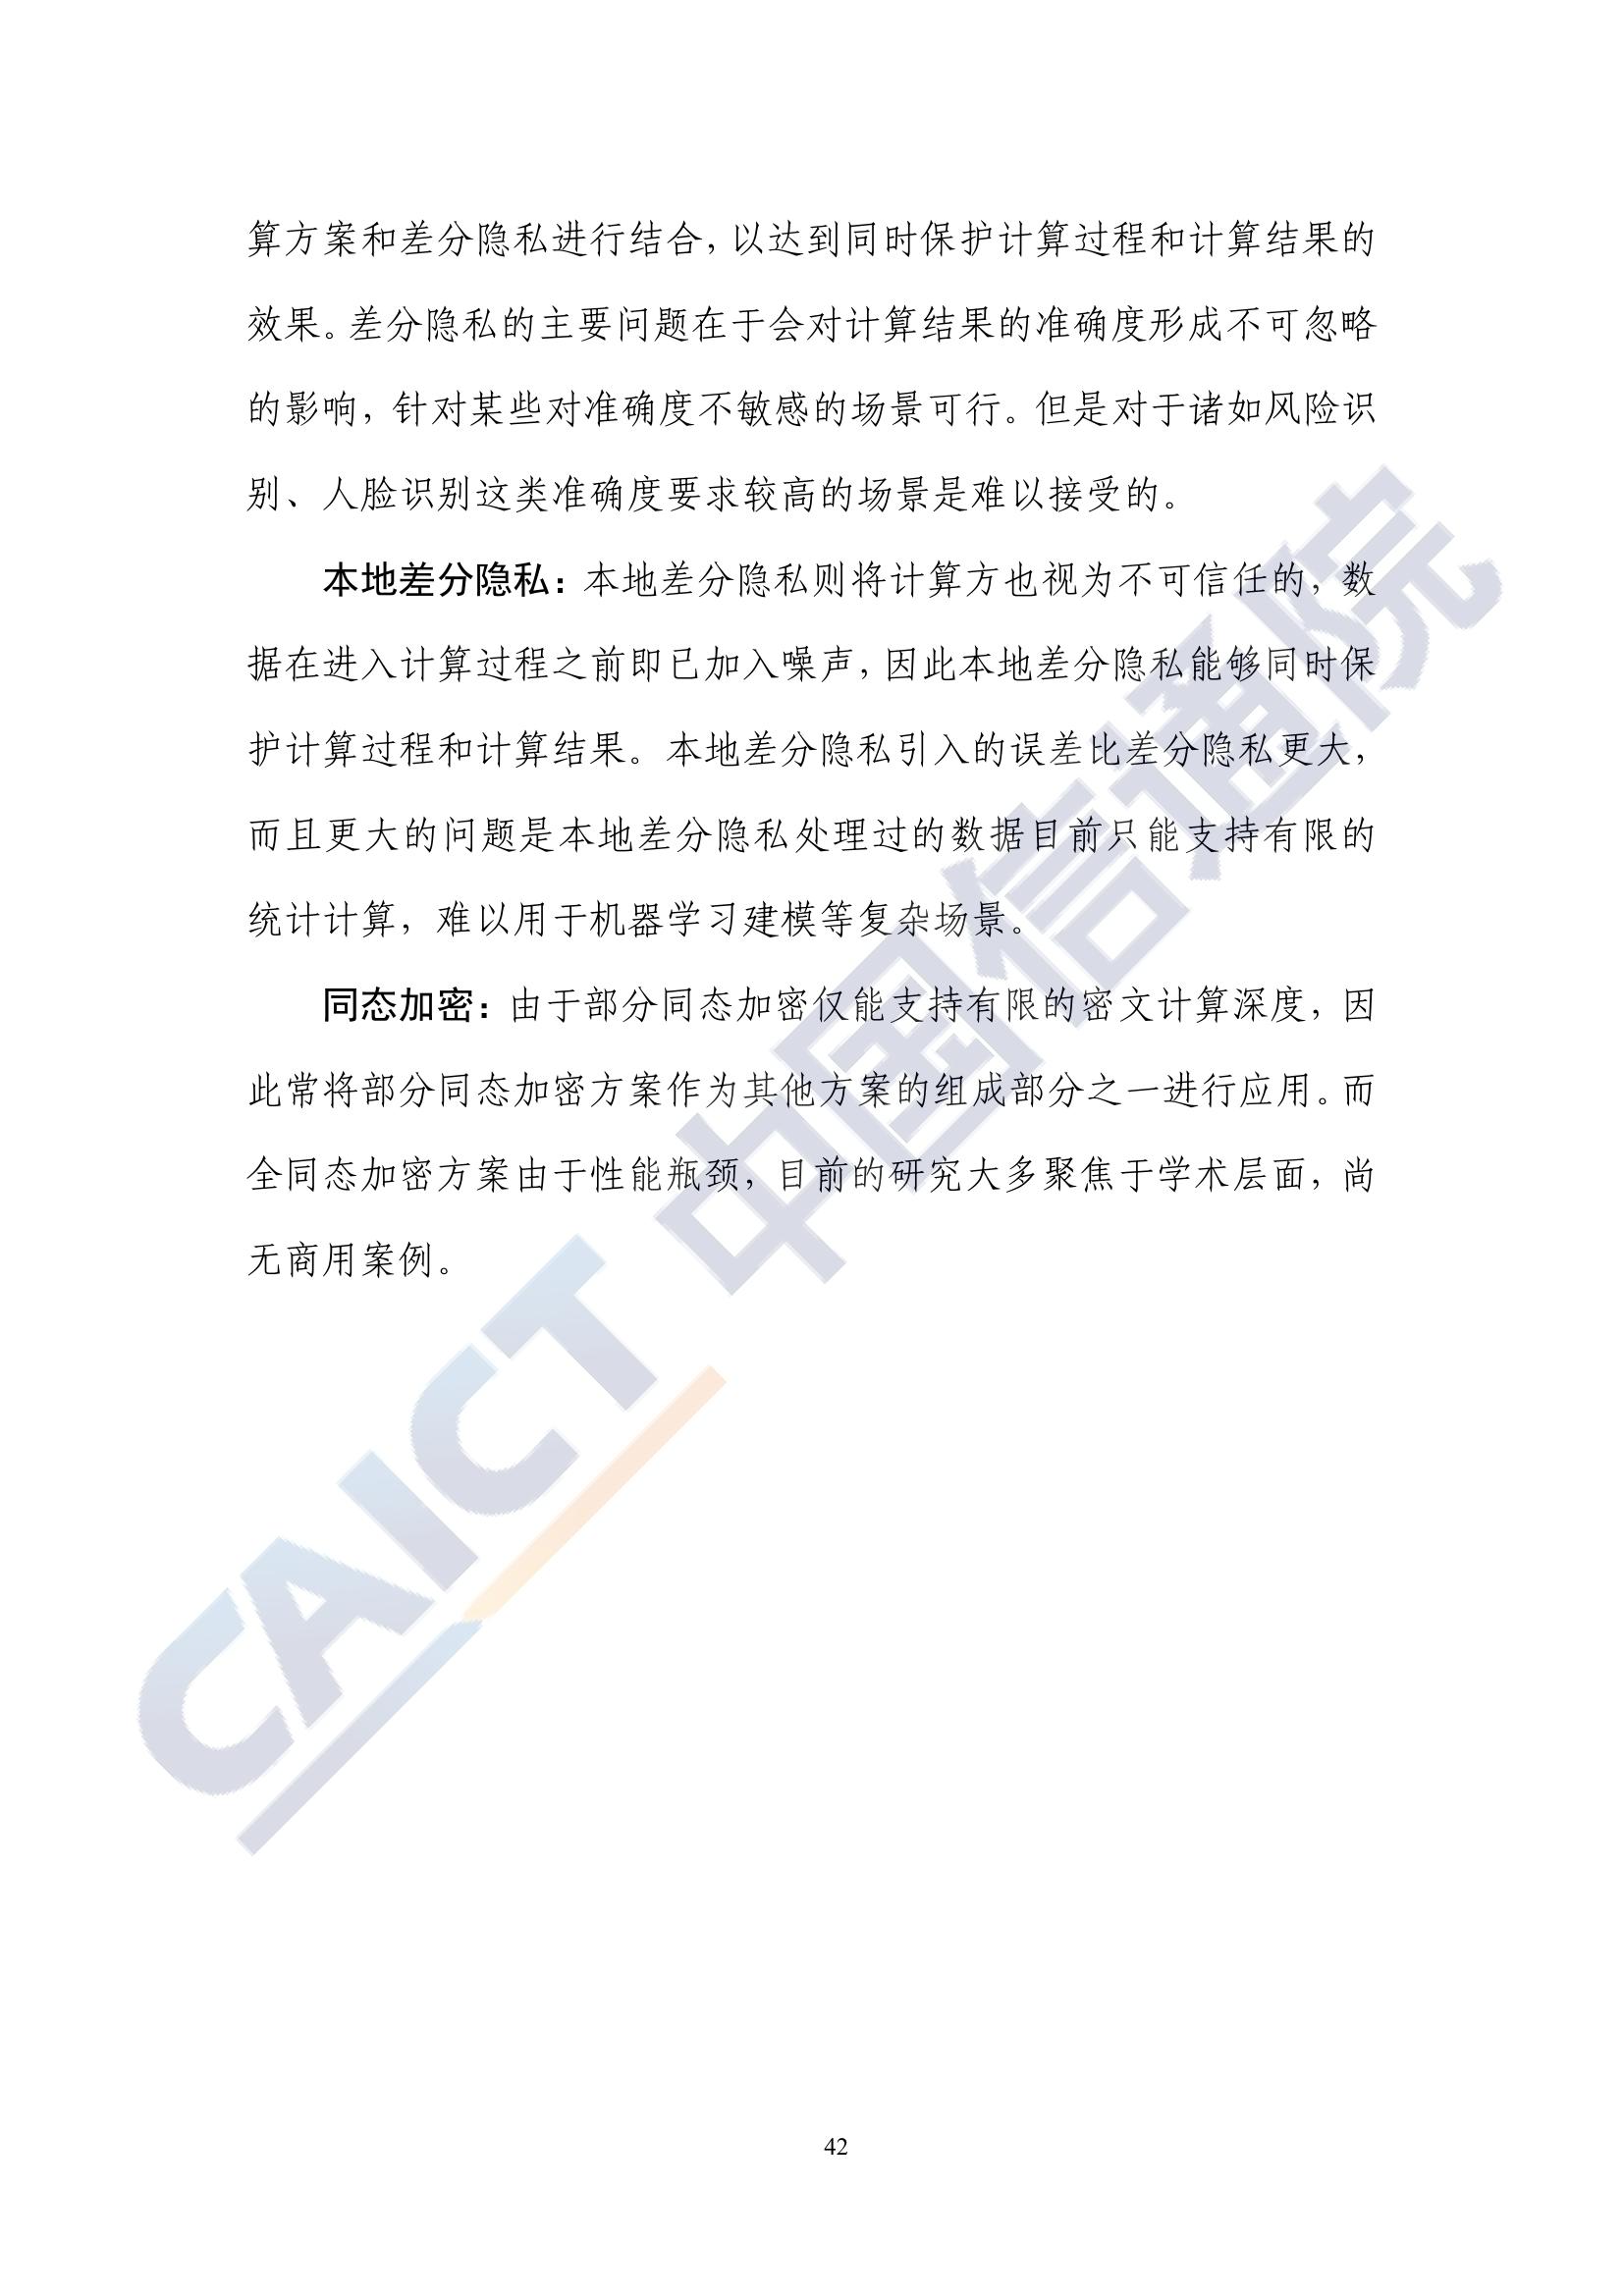 算方案和差分隐私进行结合，以达到同时保护计算过程和计算结果的
效果。差分隐私的主要问题在于会对计算结果的准确度形成不可忽略
的影响，针对某些对准确度不敏感的场景可行。但是对于诸如风险识
别、人脸识别这类准确度要求较高的场景是难以接受的。
本地差分隐私：本地差分隐私则将计算方也视为不可信任的，数
据在进入计算过程之前即已加入噪声，因此本地差分隐私能够同时保
护计算过程和计算结果。本地差分隐私引入的误差比差分隐私更大，
而且更大的问题是本地差分隐私处理过的数据目前只能支持有限的
统计计算，难以用于机器学习建模等复杂场景。
同态加密：由于部分同态加密仅能支持有限的密文计算深度，因
此常将部分同态加密方案作为其他方案的组成部分之一进行应用。而
全同态加密方案由于性能瓶颈，目前的研究大多聚焦于学术层面，尚
无商用案例。
CAICT 中国信通院
42